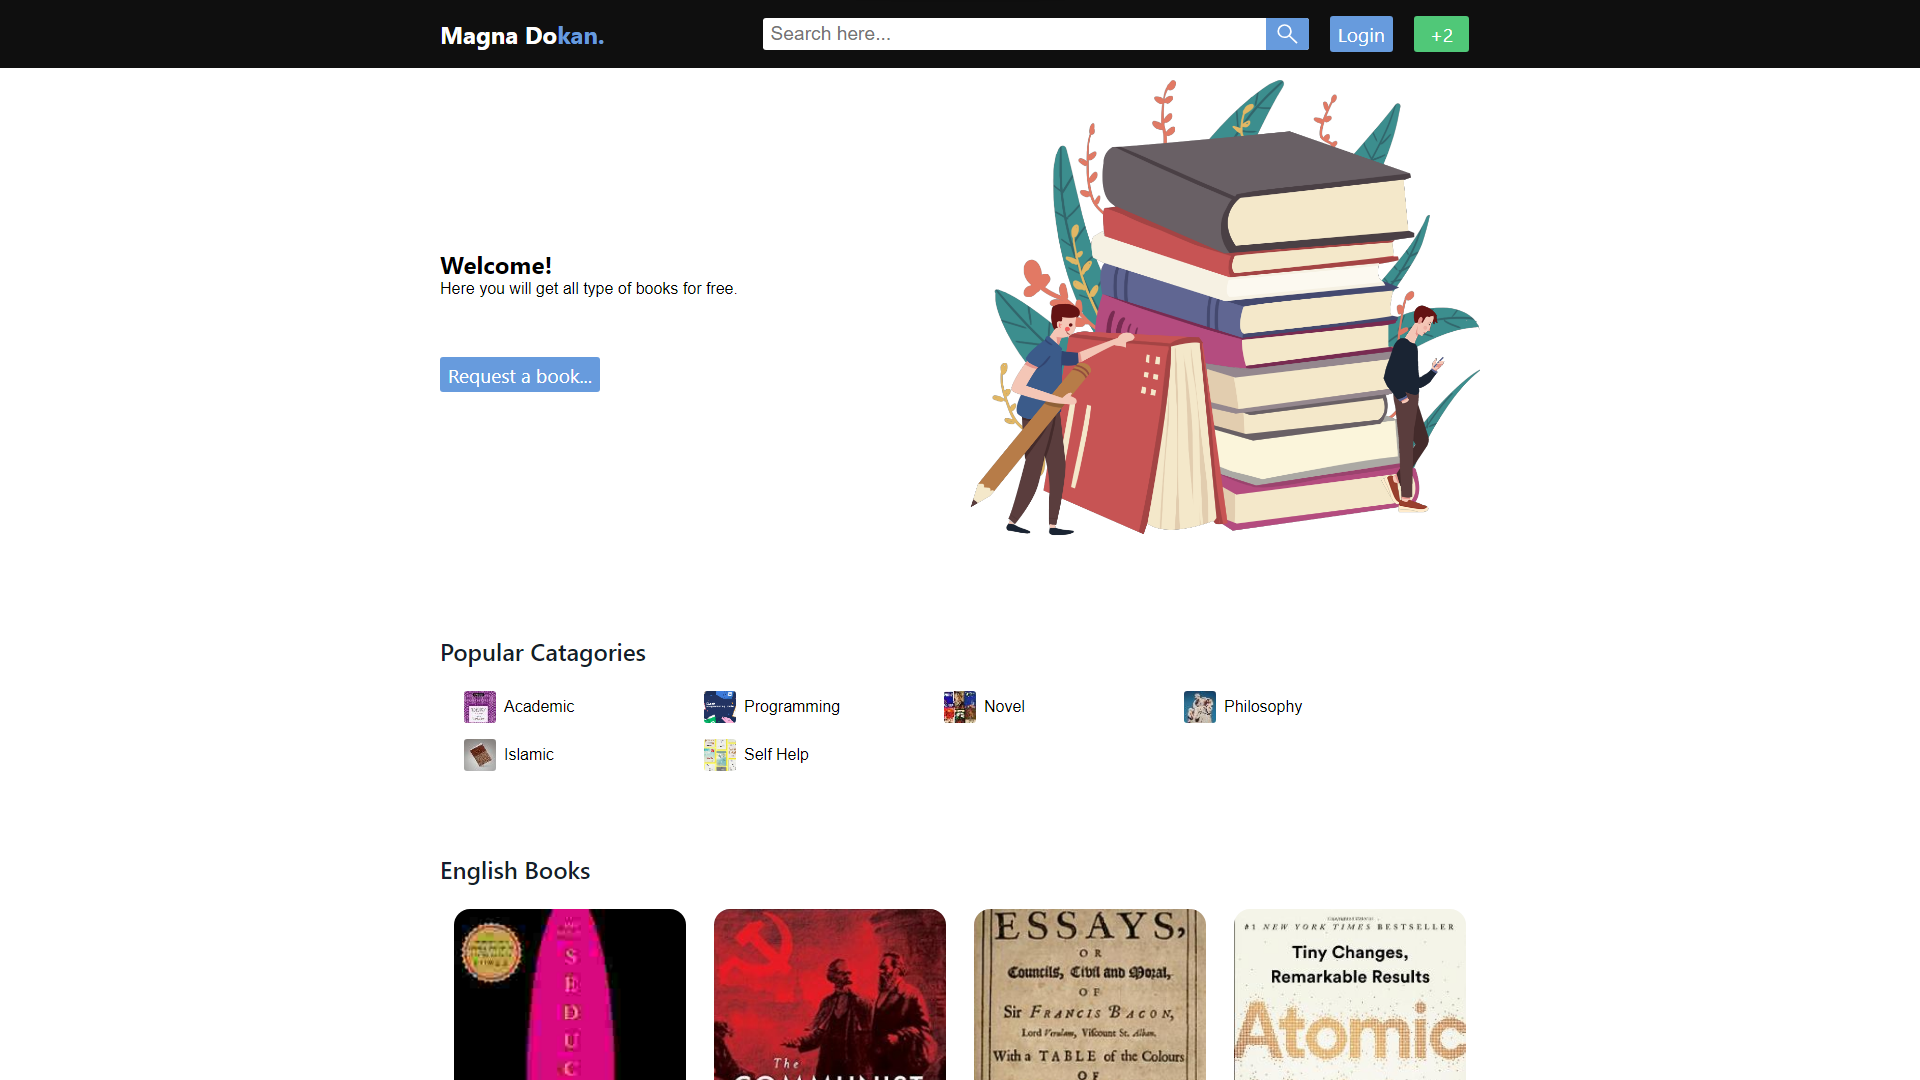 Magna Dokan.
Search here...
Login
+2
Welcome!
Here you will get all type of books for free.
Request a book...
Popular Catagories
Academic
Programming
Novel
Philosophy
Islamic
Self Help
English Books
SEDUC
The
COMMUNIST
ESSAYS,
OR
Councils, Civil and Moral,
OF
Sir FRANCIS BACON,
Lord Verulam, Viscount St. Alban.
With a TABLE of the Colours
OF
#1 NEW YORK TIMES BESTSELLER
Tiny Changes,
Remarkable Results
Atomic